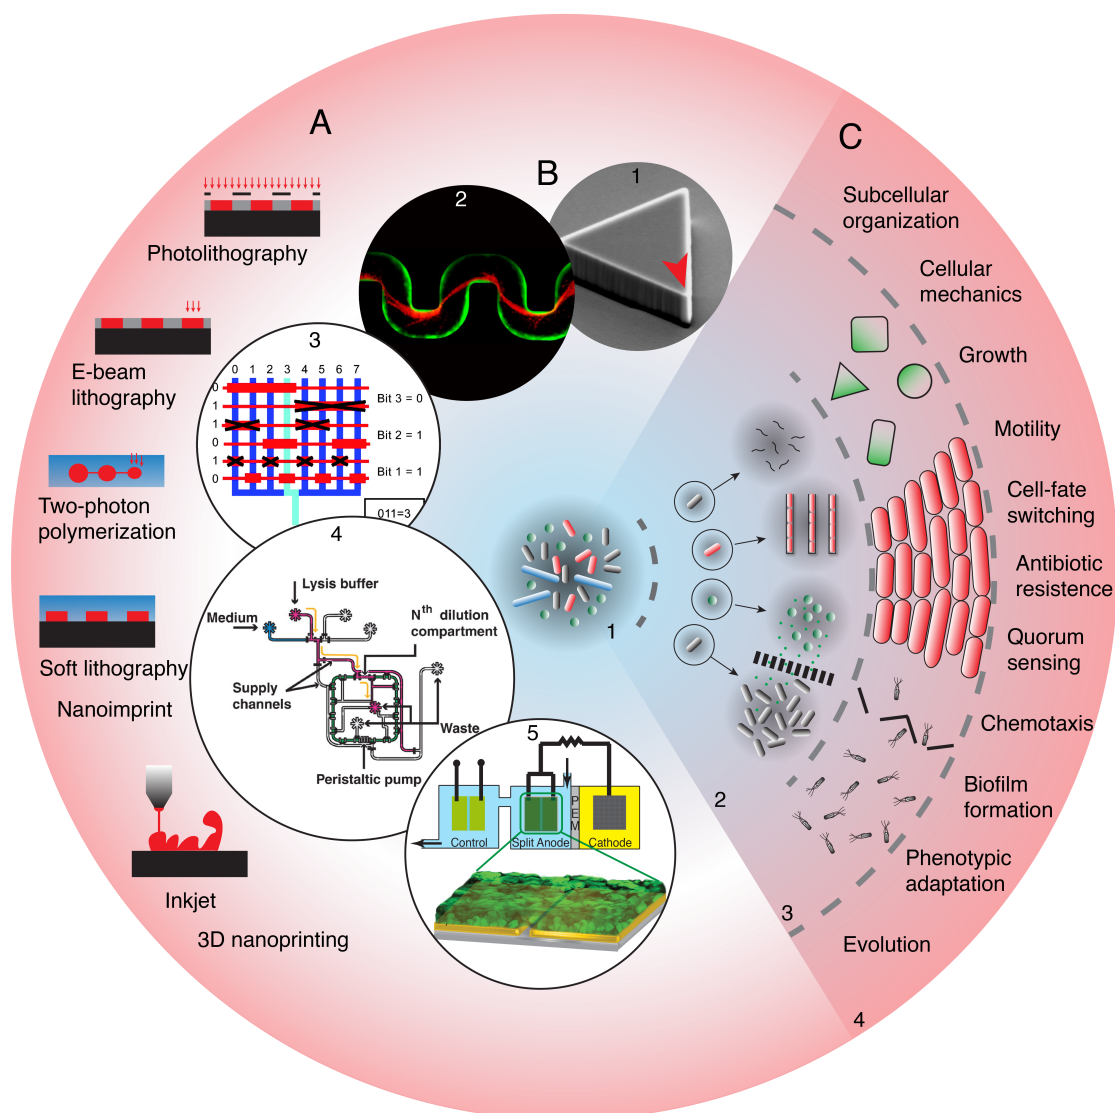 A
Photolithography
E-beam
lithography
Two-photon
polymerization
Soft lithography
Nanoimprint
Inkjet
3D nanoprinting
B
1
2
3
0 1 2 3 4 5 6 7
0
1
Bit 3 = 0
1
0
Bit 2 = 1
1
0
Bit 1 = 1
011=3
4
Lysis buffer
Medium
Nth dilution
compartment
Supply
channels
Waste
Peristaltic pump
5
PEM
Control
Split Anode
Cathode
C
1
2
3
4
Subcellular
organization
Cellular
mechanics
Growth
Motility
Cell-fate
switching
Antibiotic
resistence
Quorum
sensing
Chemotaxis
Biofilm
formation
Phenotypic
adaptation
Evolution